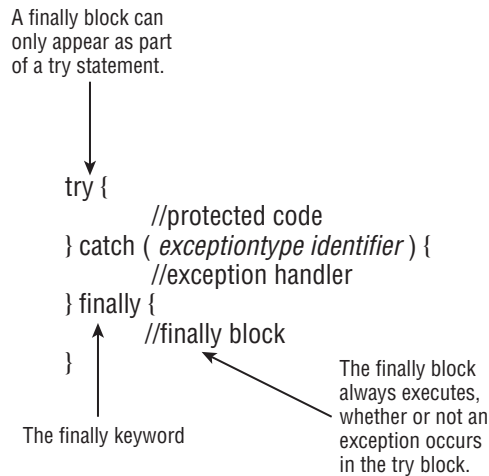 A finally block can
only appear as part
of a try statement.
try {
//protected code
} catch ( exceptiontype identifier ) {
//exception handler
} finally {
//finally block
}
The finally keyword
The finally block
always executes,
whether or not an
exception occurs
in the try block.